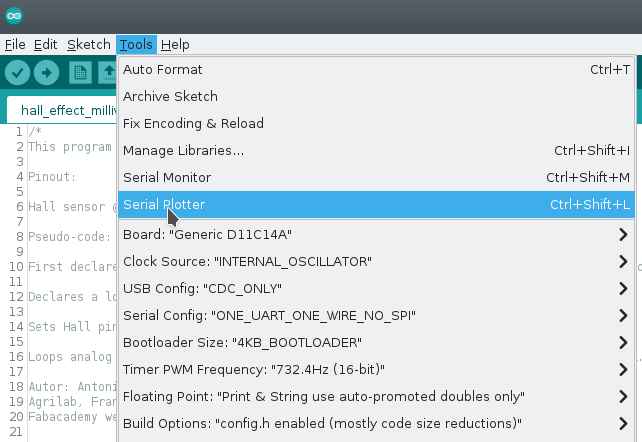 File Edit Sketch Tools Help
Auto Format Ctrl+T
Archive Sketch
Fix Encoding & Reload
Manage Libraries... Ctrl+Shift+I
Serial Monitor Ctrl+Shift+M
Serial Plotter Ctrl+Shift+L
Board: "Generic D11C14A"
Clock Source: "INTERNAL_OSCILLATOR"
USB Config: "CDC_ONLY"
Serial Config: "ONE_UART_ONE_WIRE_NO_SPI"
Bootloader Size: "4KB_BOOTLOADER"
Timer PWM Frequency: "732.4Hz (16-bit)"
Floating Point: "Print & String use auto-promoted doubles only"
Build Options: "config.h enabled (mostly code size reductions)"
hall_effect_milliv
1 /*
2 This program
3
4 Pinout:
5
6 Hall sensor
7
8 Pseudo-code:
9
10 First declare
11
12 Declares a lo
13
14 Sets Hall pin
15
16 Loops analog
17
18 Autor: Antoni
19 Agrilab, Fran
20 Fabacademy we
21